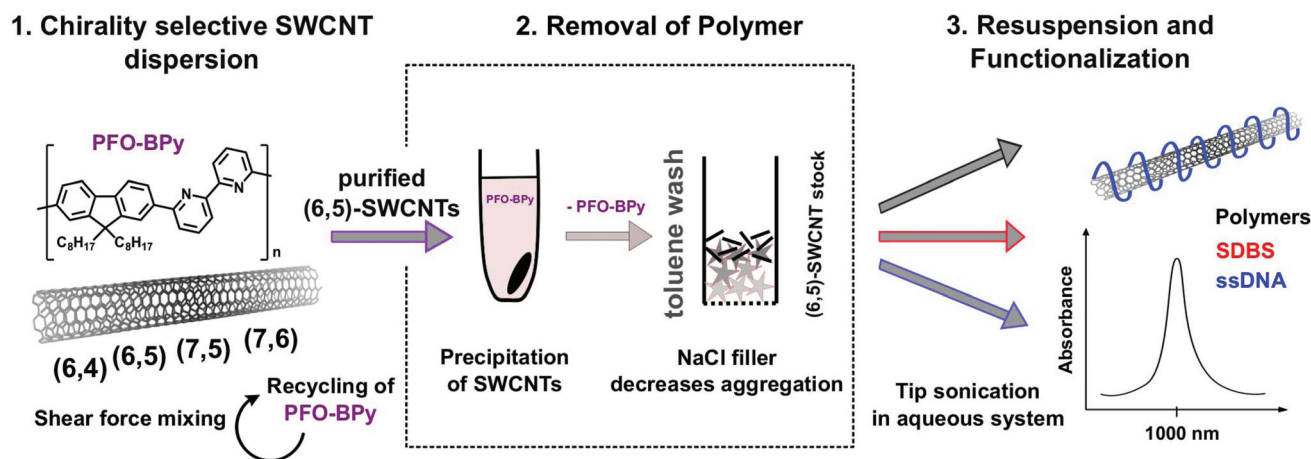 1. Chirality selective SWCNT
dispersion
PFO-BPy
N
N
C8H17
C8H17
n
(6,4)
(6,5)
(7,5)
(7,6)
Shear force mixing
Recycling of
PFO-BPy
purified
(6,5)-SWCNTs
2. Removal of Polymer
PFO-BPy
- PFO-BPy
toluene wash
(6,5)-SWCNT stock
Precipitation
of SWCNTs
NaCl filler
decreases aggregation
3. Resuspension and
Functionalization
Tip sonication
in aqueous system
Polymers
SDBS
ssDNA
Absorbance
1000 nm